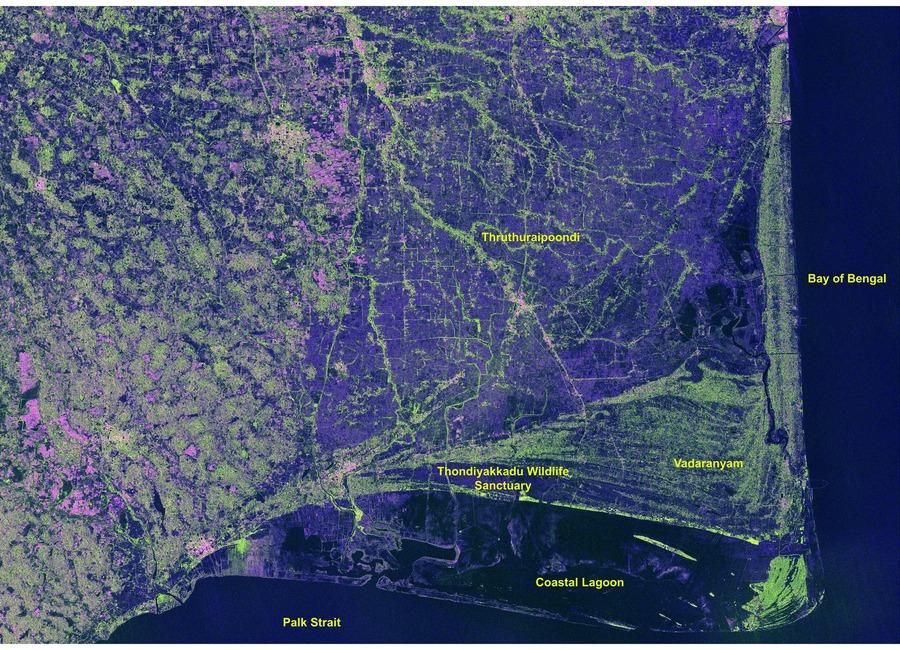 Thruthuraipoondi
Bay of Bengal
Vadaranyam
Thondiyakkadu Wildlife
Sanctuary
Coastal Lagoon
Palk Strait